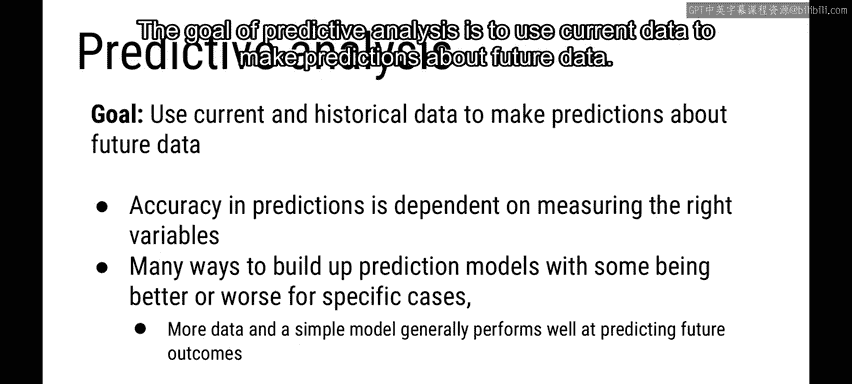 GPT中英字幕课程资源@bilibili.com
The goal of predictive analysis is to use current data to
make predictions about future data.
Predictive analysis
Goal: Use current and historical data to make predictions about
future data
● Accuracy in predictions is dependent on measuring the right
variables
● Many ways to build up prediction models with some being
better or worse for specific cases,
● More data and a simple model generally performs well at predicting future
outcomes